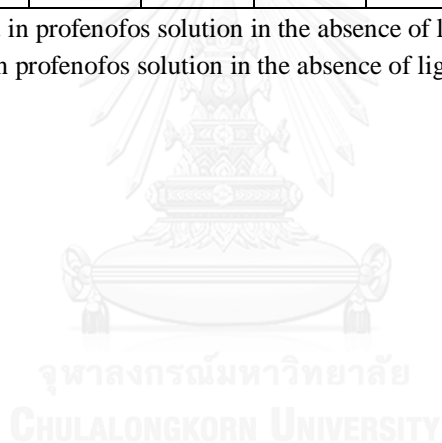 in profenofos solution in the absence of
profenofos solution in the absence of
จุฬาลงกรณ์มหาวิทยาลัย
CHULALONGKORN UNIVERSITY